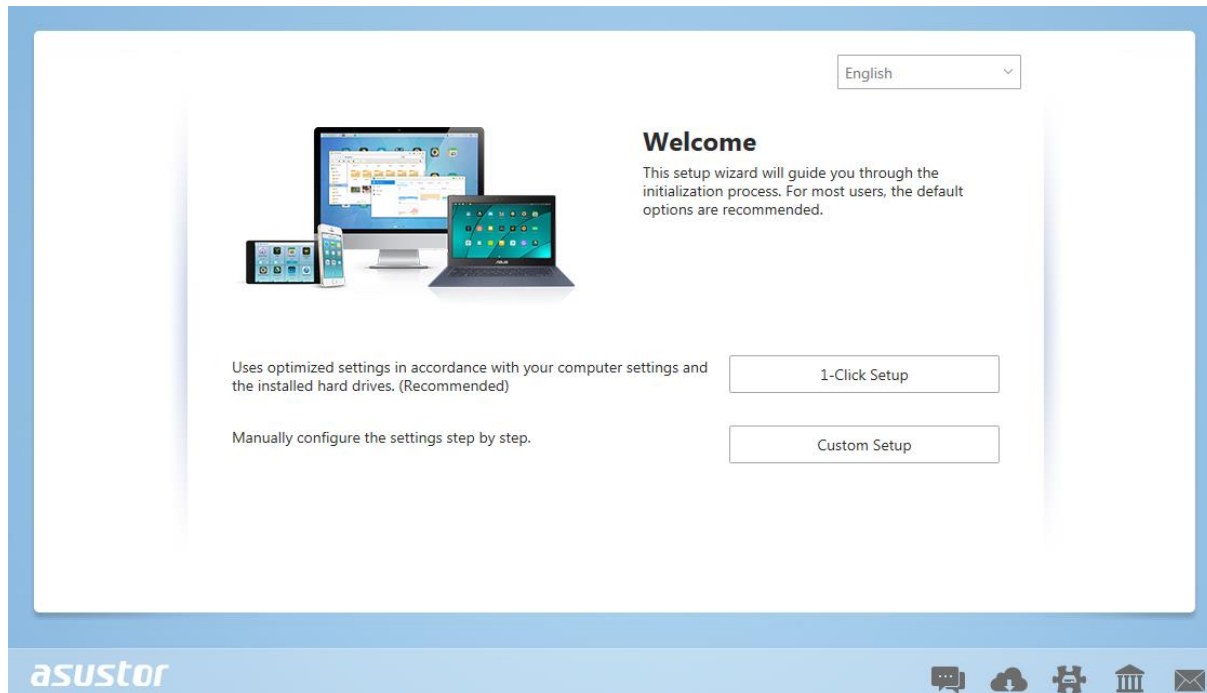 English
Welcome
This setup wizard will guide you through the
initialization process. For most users, the default
options are recommended.
Uses optimized settings in accordance with your computer settings and
the installed hard drives. (Recommended)
1-Click Setup
Manually configure the settings step by step.
Custom Setup
asustor